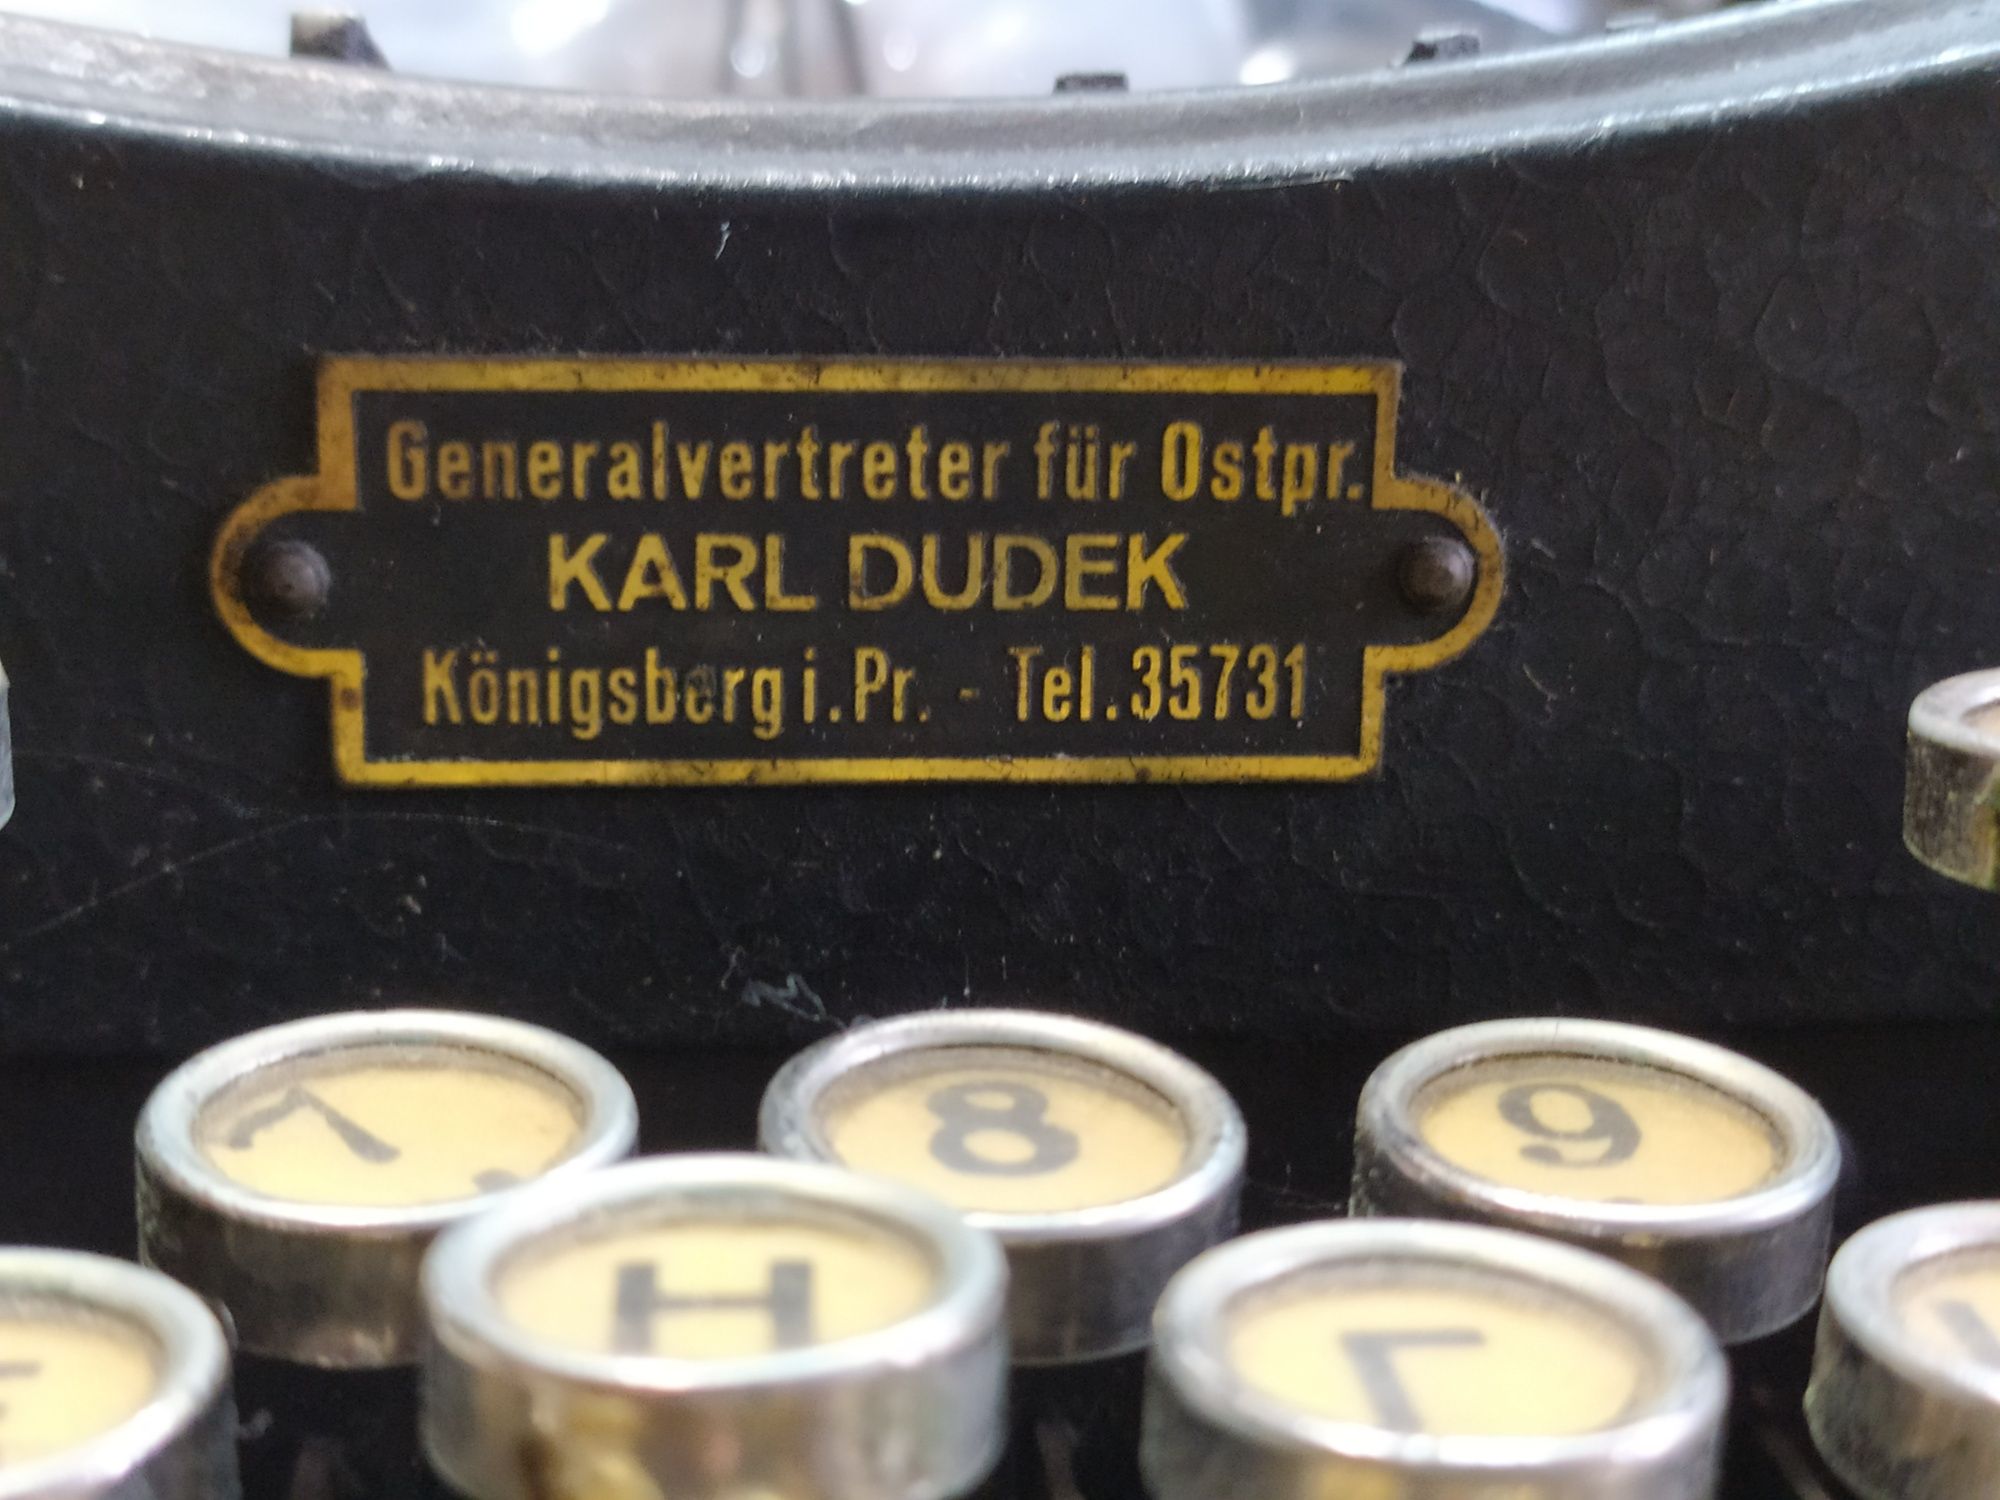 Generalvertreter für Ostpr.
KARL DUDEK
Königsberg i. Pr. - Tel. 35731
7 8 9
Н Г